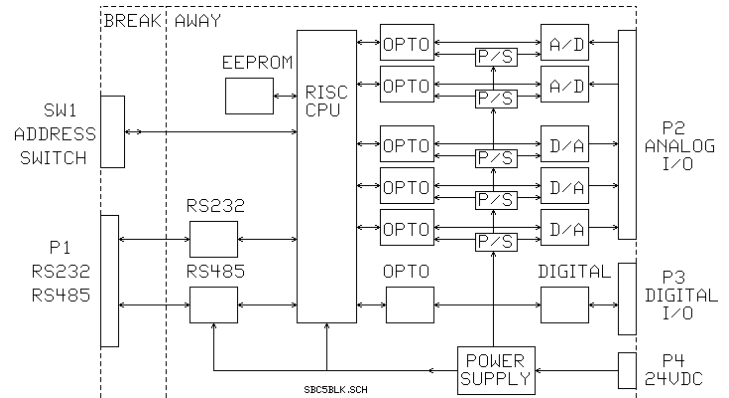 BREAK AWAY
EEPROM
RISC
CPU
SW1
ADDRESS
SWITCH
OPTO
P/S
A/D
OPTO
P/S
A/D
OPTO
P/S
D/A
OPTO
P/S
D/A
OPTO
P/S
D/A
P2
ANALOG
I/O
RS232
P1
RS232
RS485
RS485
OPTO
DIGITAL
P3
DIGITAL
I/O
POWER
SUPPLY
P4
24VDC
SBC5BLK.SCH